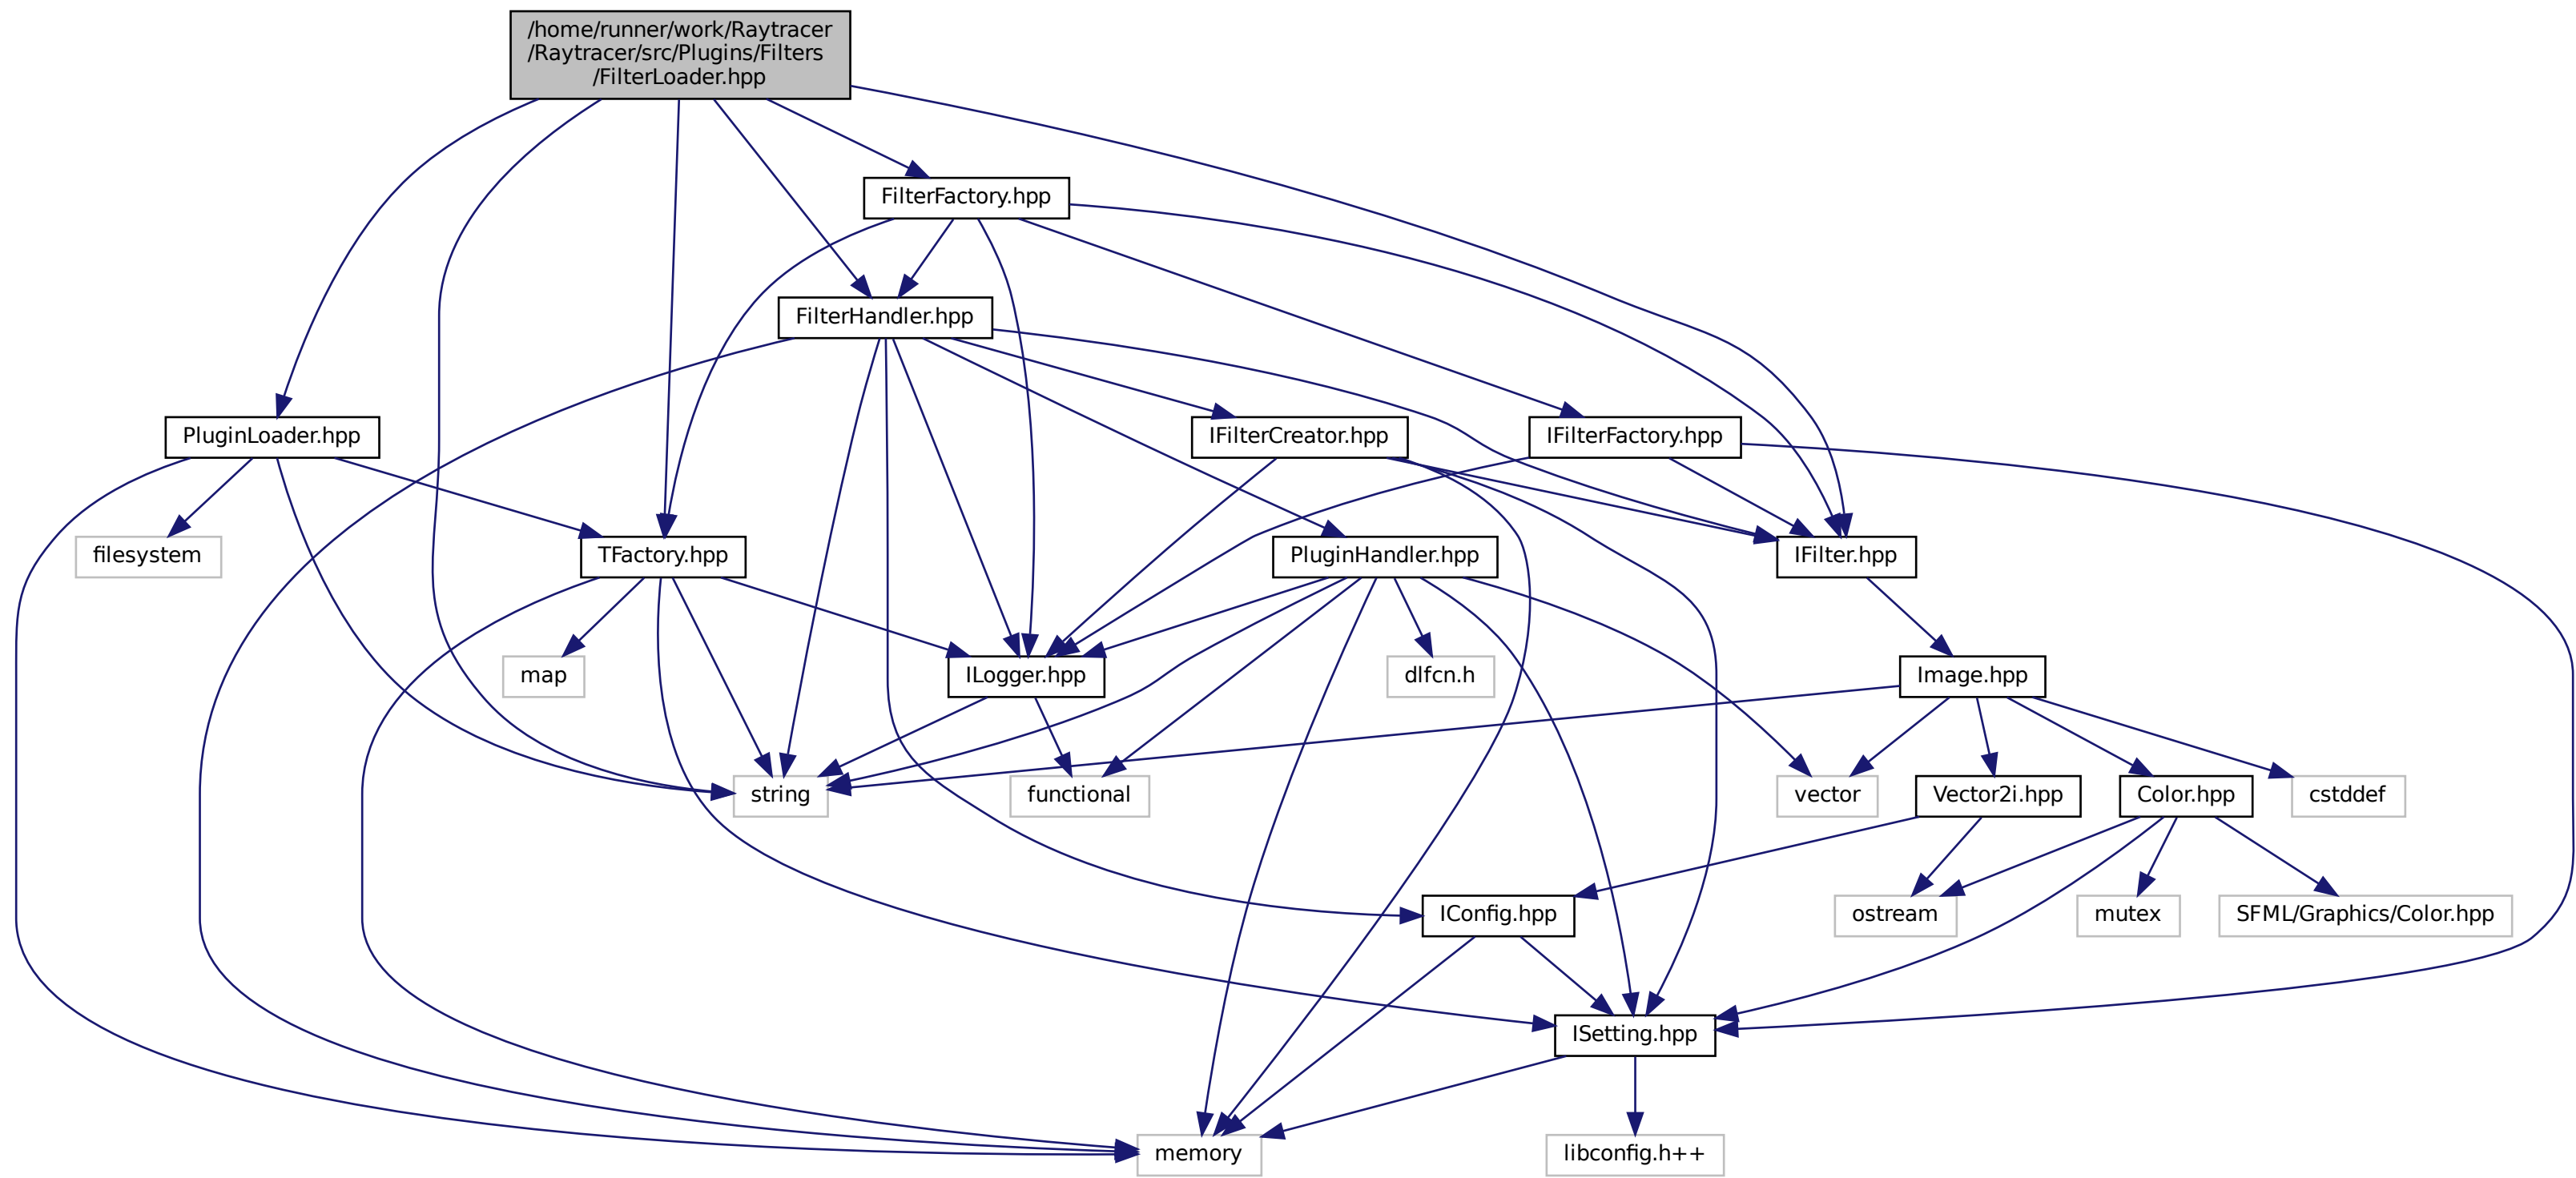 /home/runner/work/Raytracer
/Raytracer/src/Plugins/Filters
/FilterLoader.hpp
FilterFactory.hpp
FilterHandler.hpp
PluginLoader.hpp
IFilterCreator.hpp
IFilterFactory.hpp
filesystem
TFactory.hpp
PluginHandler.hpp
IFilter.hpp
map
ILogger.hpp
dlfcn.h
Image.hpp
string
functional
vector
Vector2i.hpp
Color.hpp
cstddef
IConfig.hpp
ostream
mutex
SFML/Graphics/Color.hpp
ISetting.hpp
memory
libconfig.h++